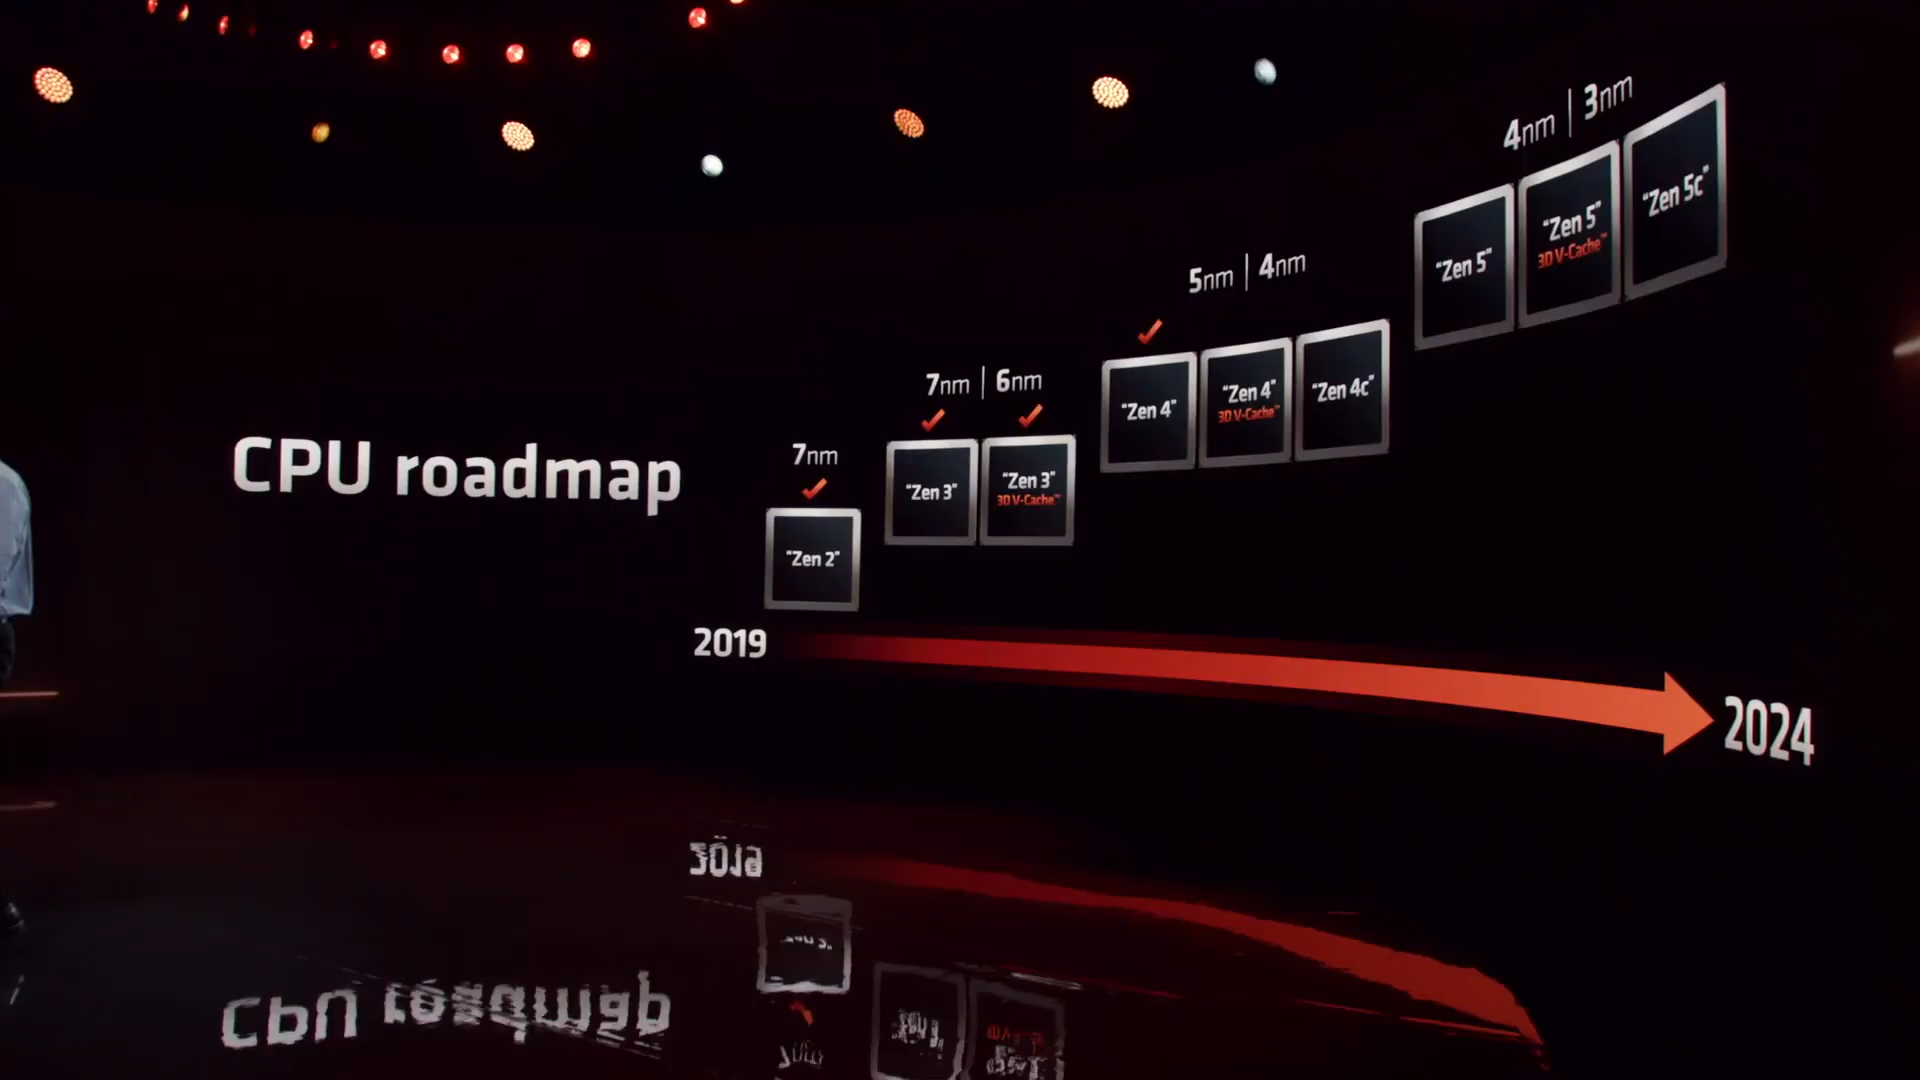 CPU roadmap
7nm
"Zen 2"
7nm | 6nm
"Zen 3"
"Zen 3"
3D V-Cache™
5nm | 4nm
"Zen 4"
"Zen 4"
3D V-Cache™
"Zen 4c"
4nm | 3nm
"Zen 5"
"Zen 5"
3D V-Cache™
"Zen 5c"
2019
2024